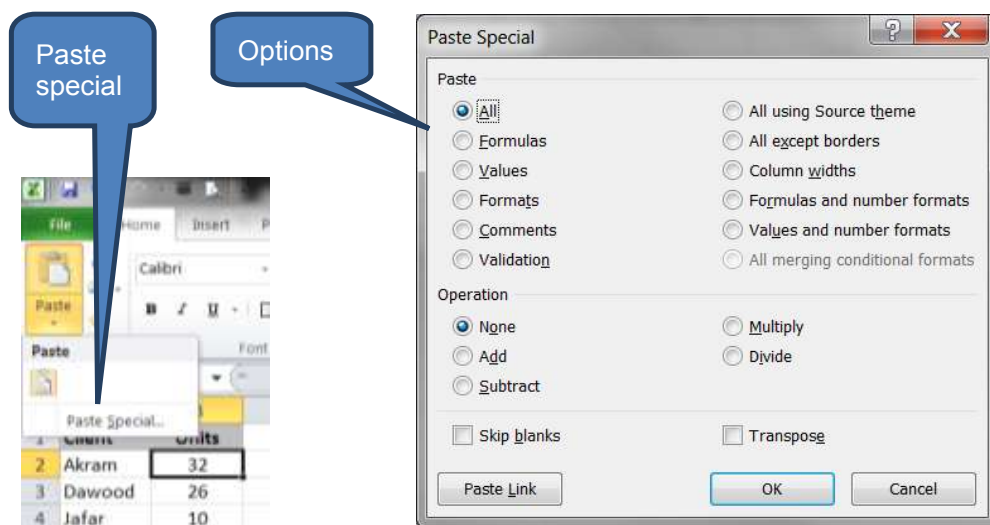 Paste
special
Options
File Home Insert P
Calibri
Paste
B I U
Font
Paste
Paste Special...
1 Client Units
2 Akram 32
3 Dawood 26
4 Jafar 10
Paste Special
?
X
Paste
All
All using Source theme
Formulas
All except borders
Values
Column widths
Formats
Formulas and number formats
Comments
Values and number formats
Validation
All merging conditional formats
Operation
None
Multiply
Add
Divide
Subtract
Skip blanks
Transpose
Paste Link
OK
Cancel